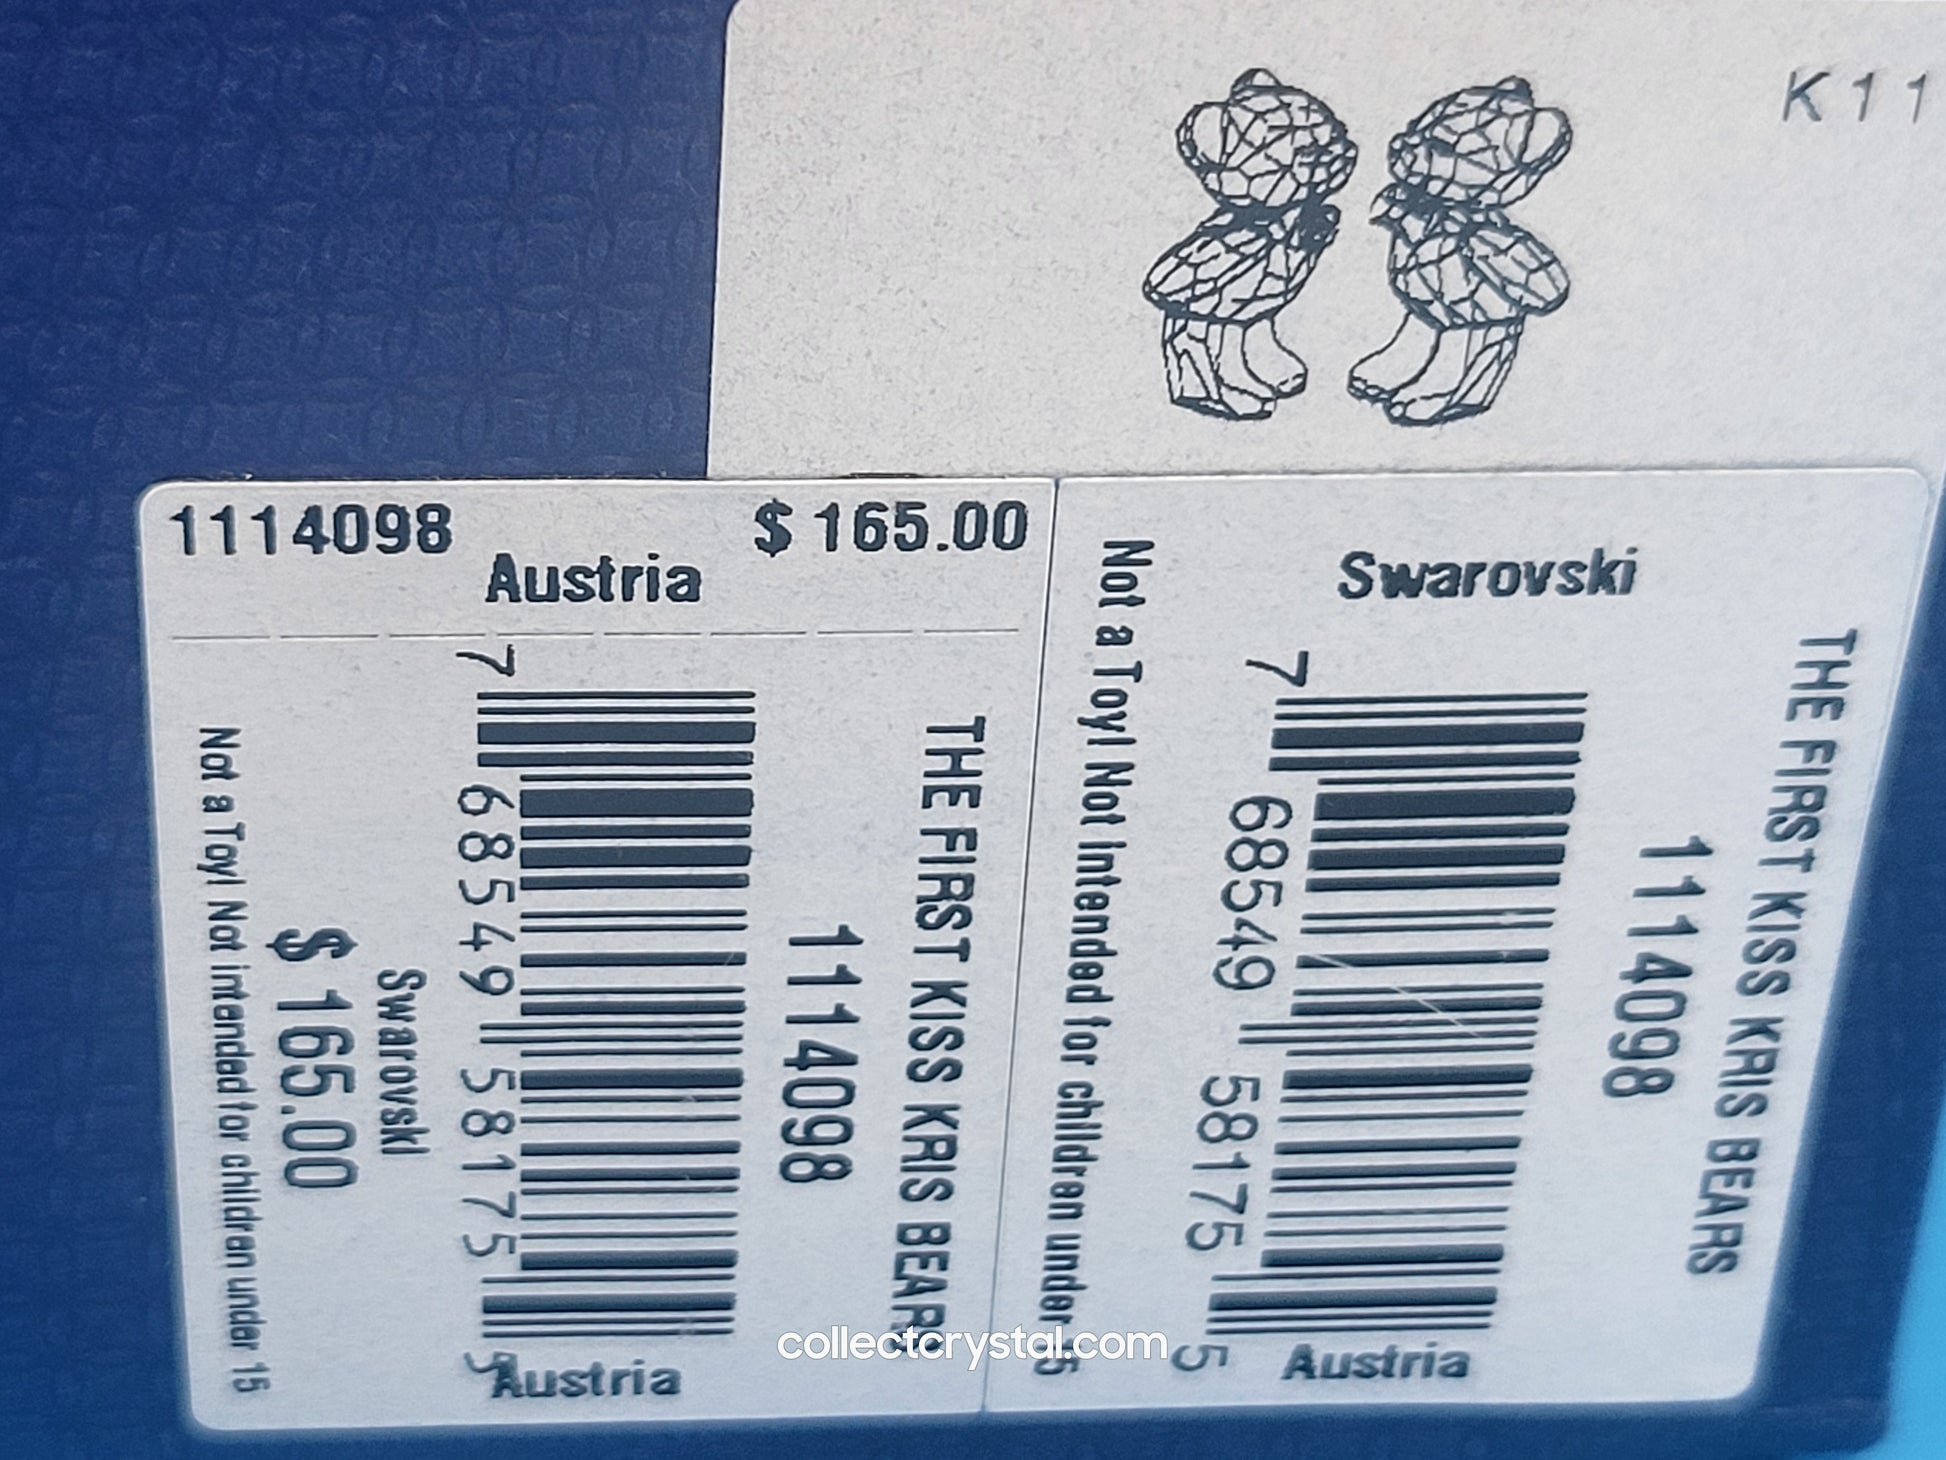 K11
1114098 $ 165.00
Austria
THE FIRST KISS KRIS BEARS
1114098
7 68549 58175 5
Swarovski
$ 165.00
Not a Toy! Not intended for children under 15
Austria
Swarovski
THE FIRST KISS KRIS BEARS
1114098
7 68549 58175 5
Not a Toy! Not intended for children under 15
Austria
collectcrystal.com